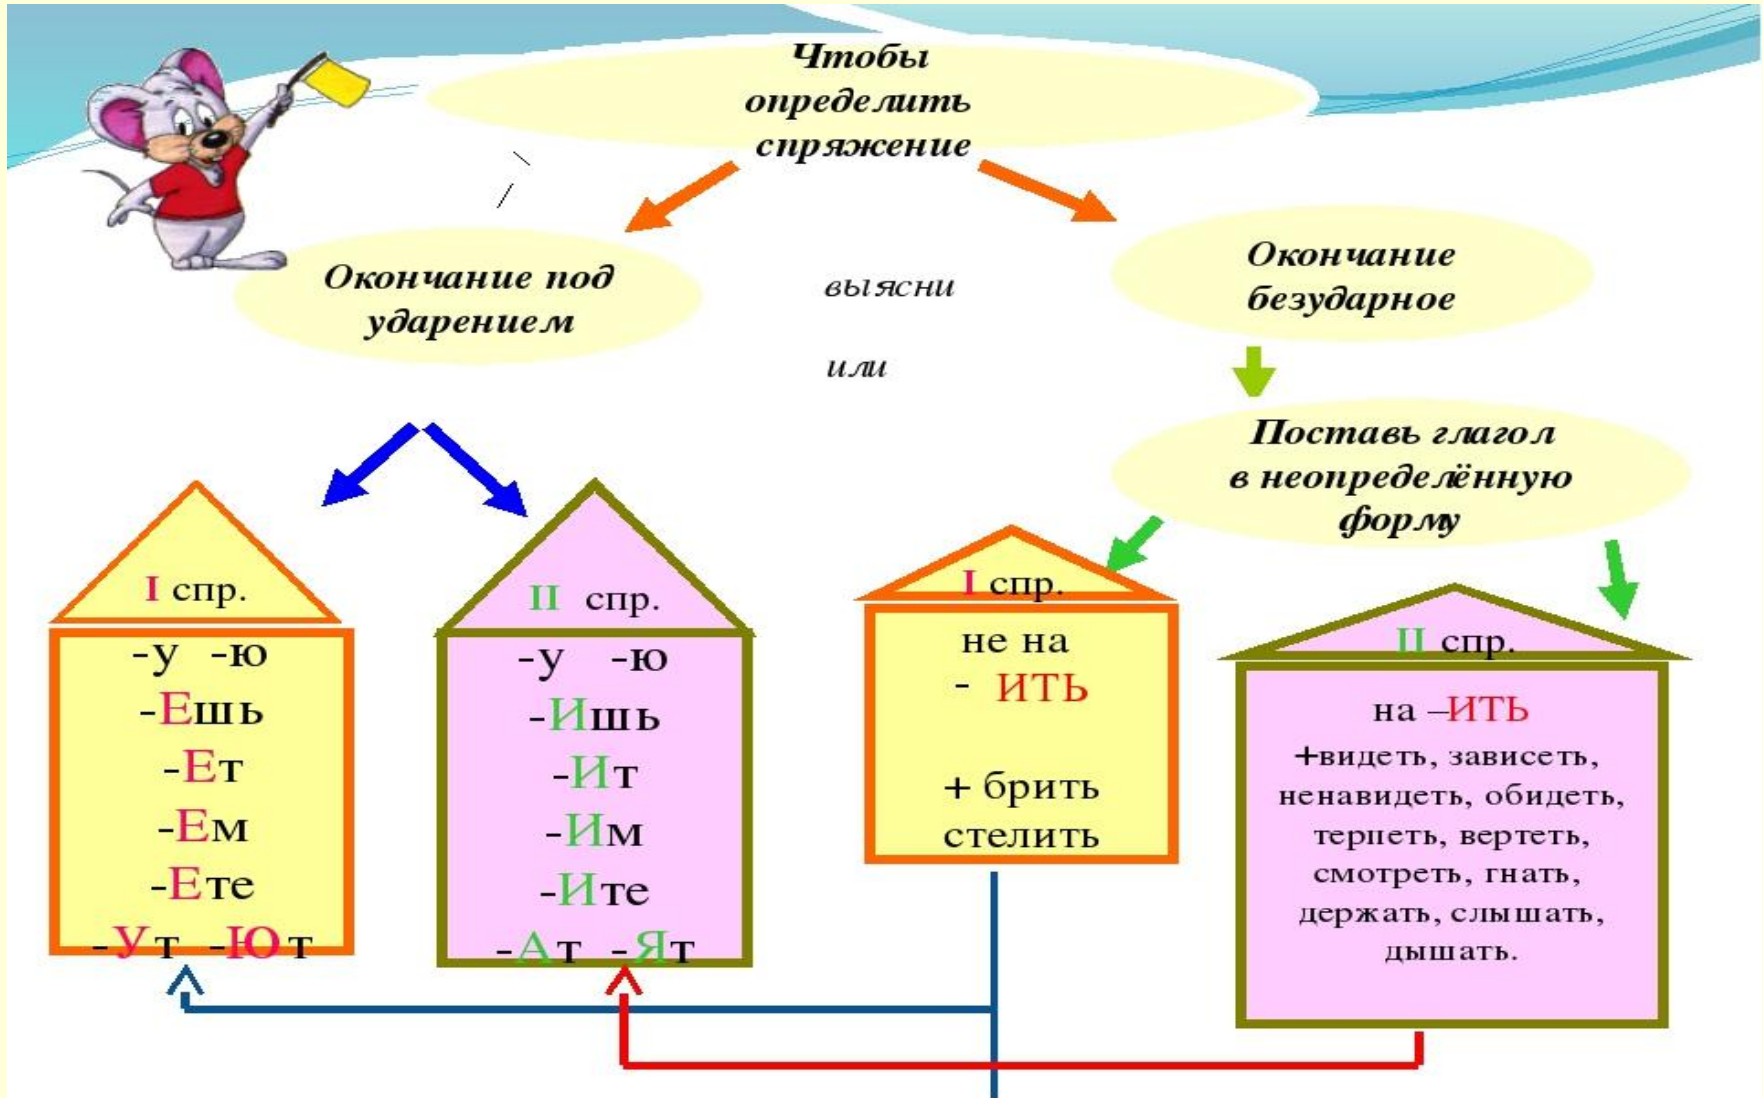 Чтобы
определить
спряжение
Окончание под
ударением
выясни
или
Окончание
безударное
Поставь глагол
в неопределённую
форму
I спр.
-у -ю
-Ешь
-Ет
-Ем
-Ете
-Ут -Ют
II спр.
-у -ю
-Ишь
-Ит
-Им
-Ите
-Ат -Ят
I спр.
не на
- ИТЬ
+ брить
стелить
II спр.
на –ИТЬ
+видеть, зависеть,
ненавидеть, обидеть,
терпеть, вертеть,
смотреть, гнать,
держать, слышать,
дышать.